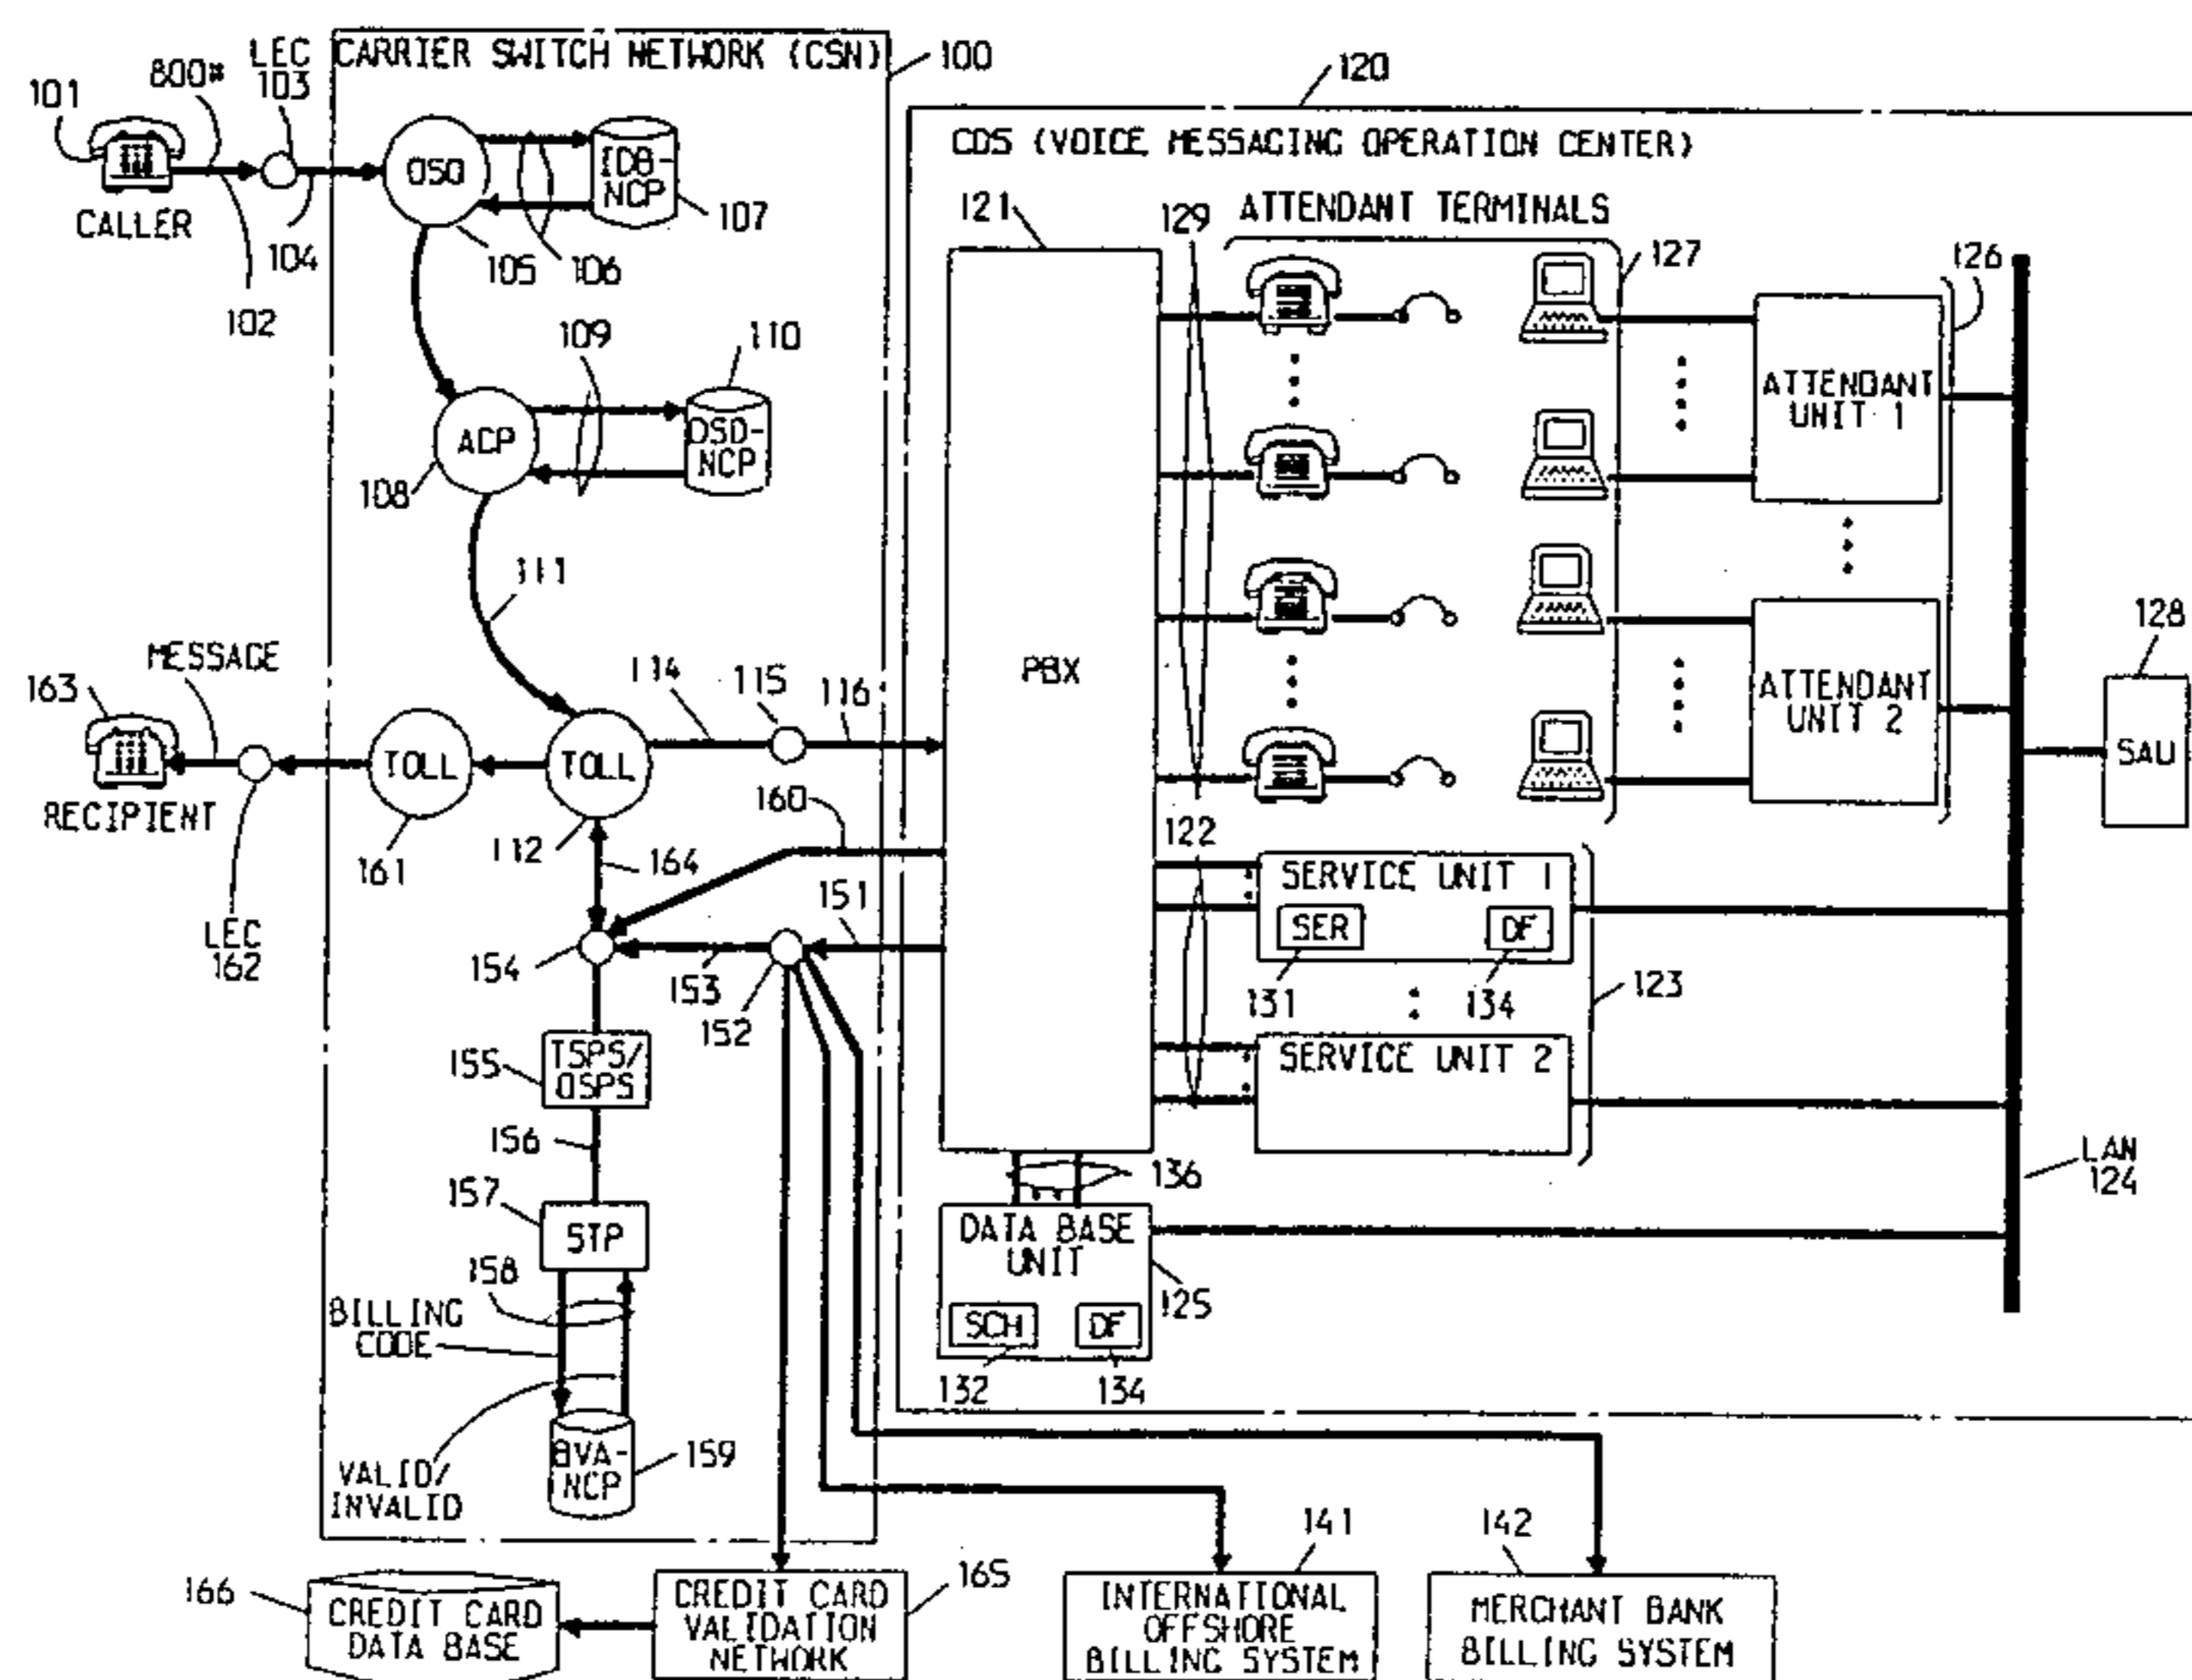 CARRIER SWITCH NETWORK (CSN)
100
120
LEC
103
800#
101
CALLER
104
102
OSO
105
106
IDB-
NCP
107
109
110
ACP
108
DSD-
NCP
111
MESSAGE
163
RECIPIENT
LEC
162
TOLL
161
TOLL
112
114
115
116
160
164
151
154
153
152
TSPS/
OSPS
155
156
157
STP
158
BILLING
CODE
VALID/
INVALID
BVA-
NCP
159
CDS (VOICE MESSAGING OPERATION CENTER)
121
129
ATTENDANT TERMINALS
127
126
PBX
ATTENDANT
UNIT 1
ATTENDANT
UNIT 2
128
SAU
122
SERVICE UNIT 1
SER
DF
131
134
123
SERVICE UNIT 2
136
LAN
124
DATA BASE
UNIT
125
SCH
DF
132
134
166
CREDIT CARD
DATA BASE
CREDIT CARD
VALIDATION
NETWORK
165
141
INTERNATIONAL
OFFSHORE
BILLING SYSTEM
142
MERCHANT BANK
BILLING SYSTEM